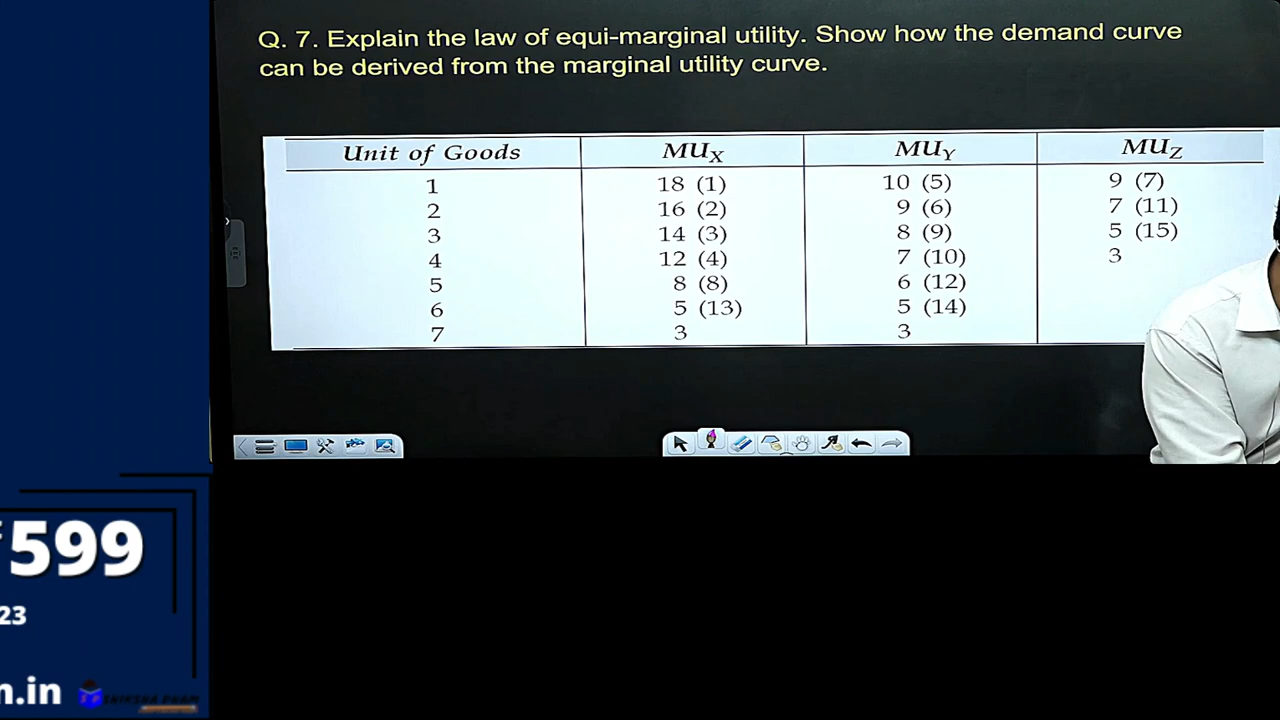 Q. 7. Explain the law of equi-marginal utility. Show how the demand curve
can be derived from the marginal utility curve.
Unit of Goods MUX MUY MUZ
1 18 (1) 10 (5) 9 (7)
2 16 (2) 9 (6) 7 (11)
3 14 (3) 8 (9) 5 (15)
4 12 (4) 7 (10) 3
5 8 (8) 6 (12)
6 5 (13) 5 (14)
7 3 3
599
23
n.in